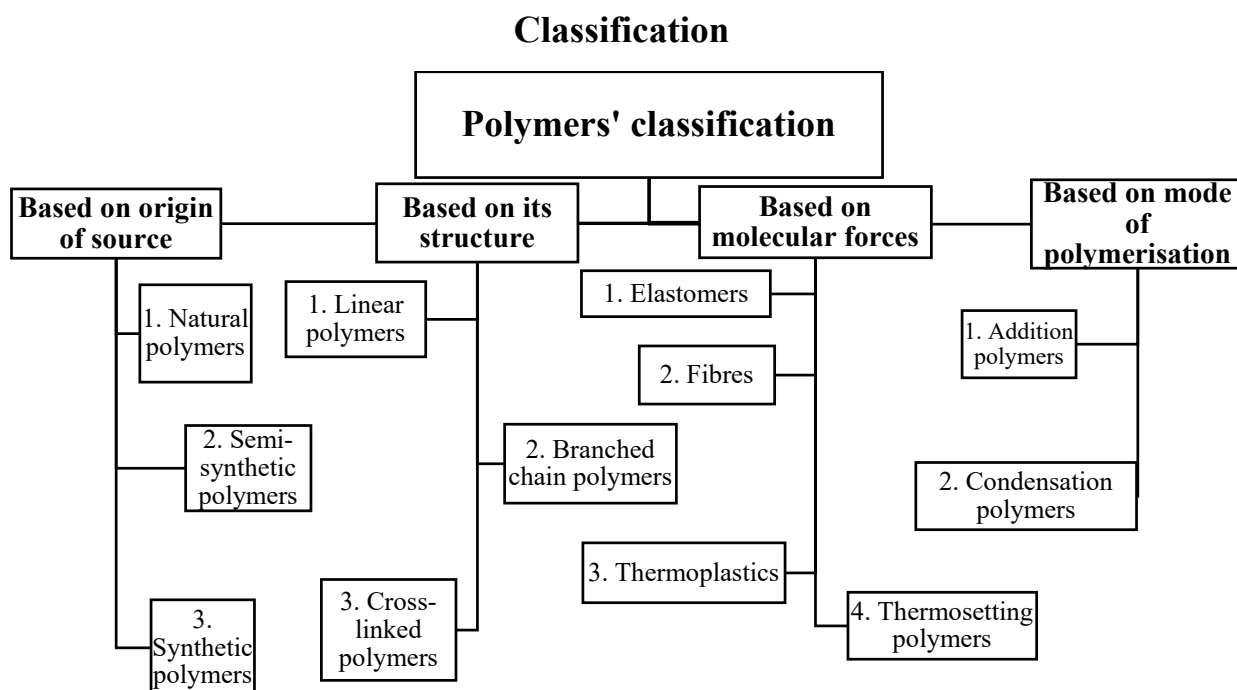 Classification
Polymers' classification
Based on origin
of source
1. Natural
polymers
2. Semi-
synthetic
polymers
3.
Synthetic
polymers
Based on its
structure
1. Linear
polymers
2. Branched
chain polymers
3. Cross-
linked
polymers
Based on
molecular forces
1. Elastomers
2. Fibres
3. Thermoplastics
4. Thermosetting
polymers
Based on mode
of
polymerisation
1. Addition
polymers
2. Condensation
polymers